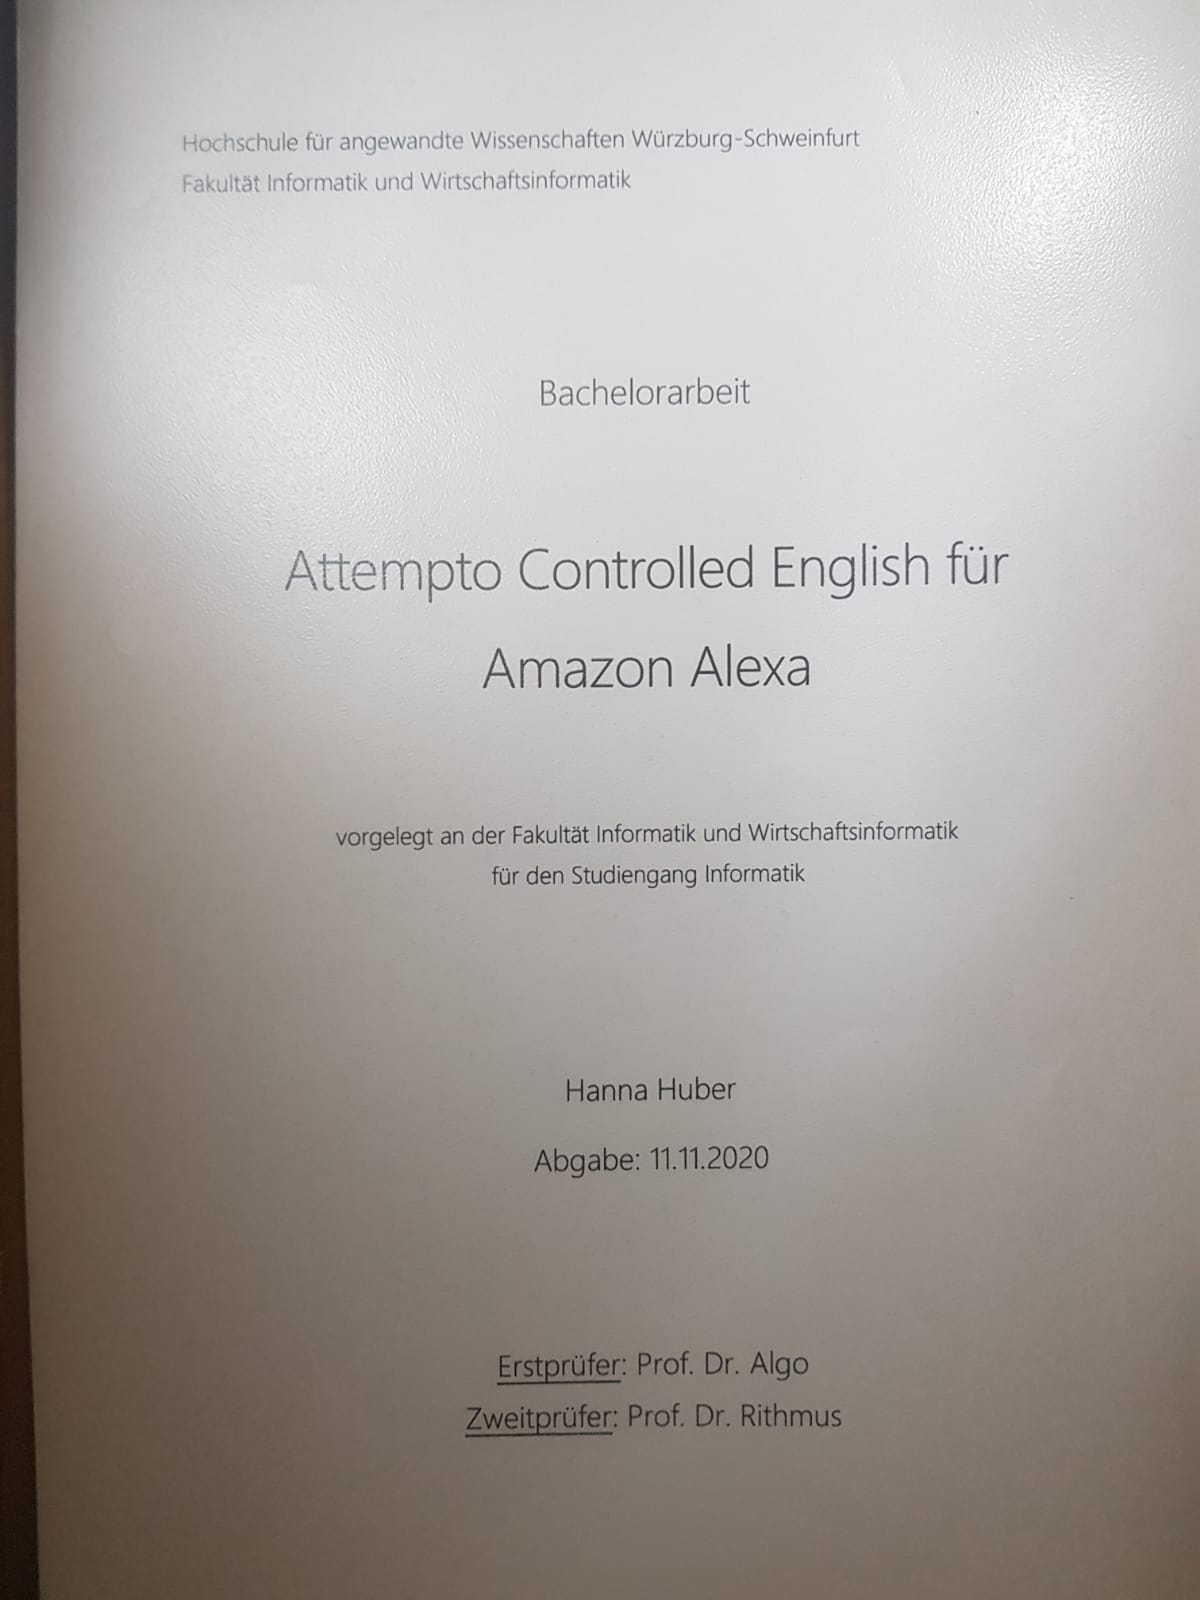 Hochschule für angewandte Wissenschaften Würzburg-Schweinfurt
Fakultät Informatik und Wirtschaftsinformatik
Bachelorarbeit
Attempto Controlled English für
Amazon Alexa
vorgelegt an der Fakultät Informatik und Wirtschaftsinformatik
für den Studiengang Informatik
Hanna Huber
Abgabe: 11.11.2020
Erstprüfer: Prof. Dr. Algo
Zweitprüfer: Prof. Dr. Rithmus